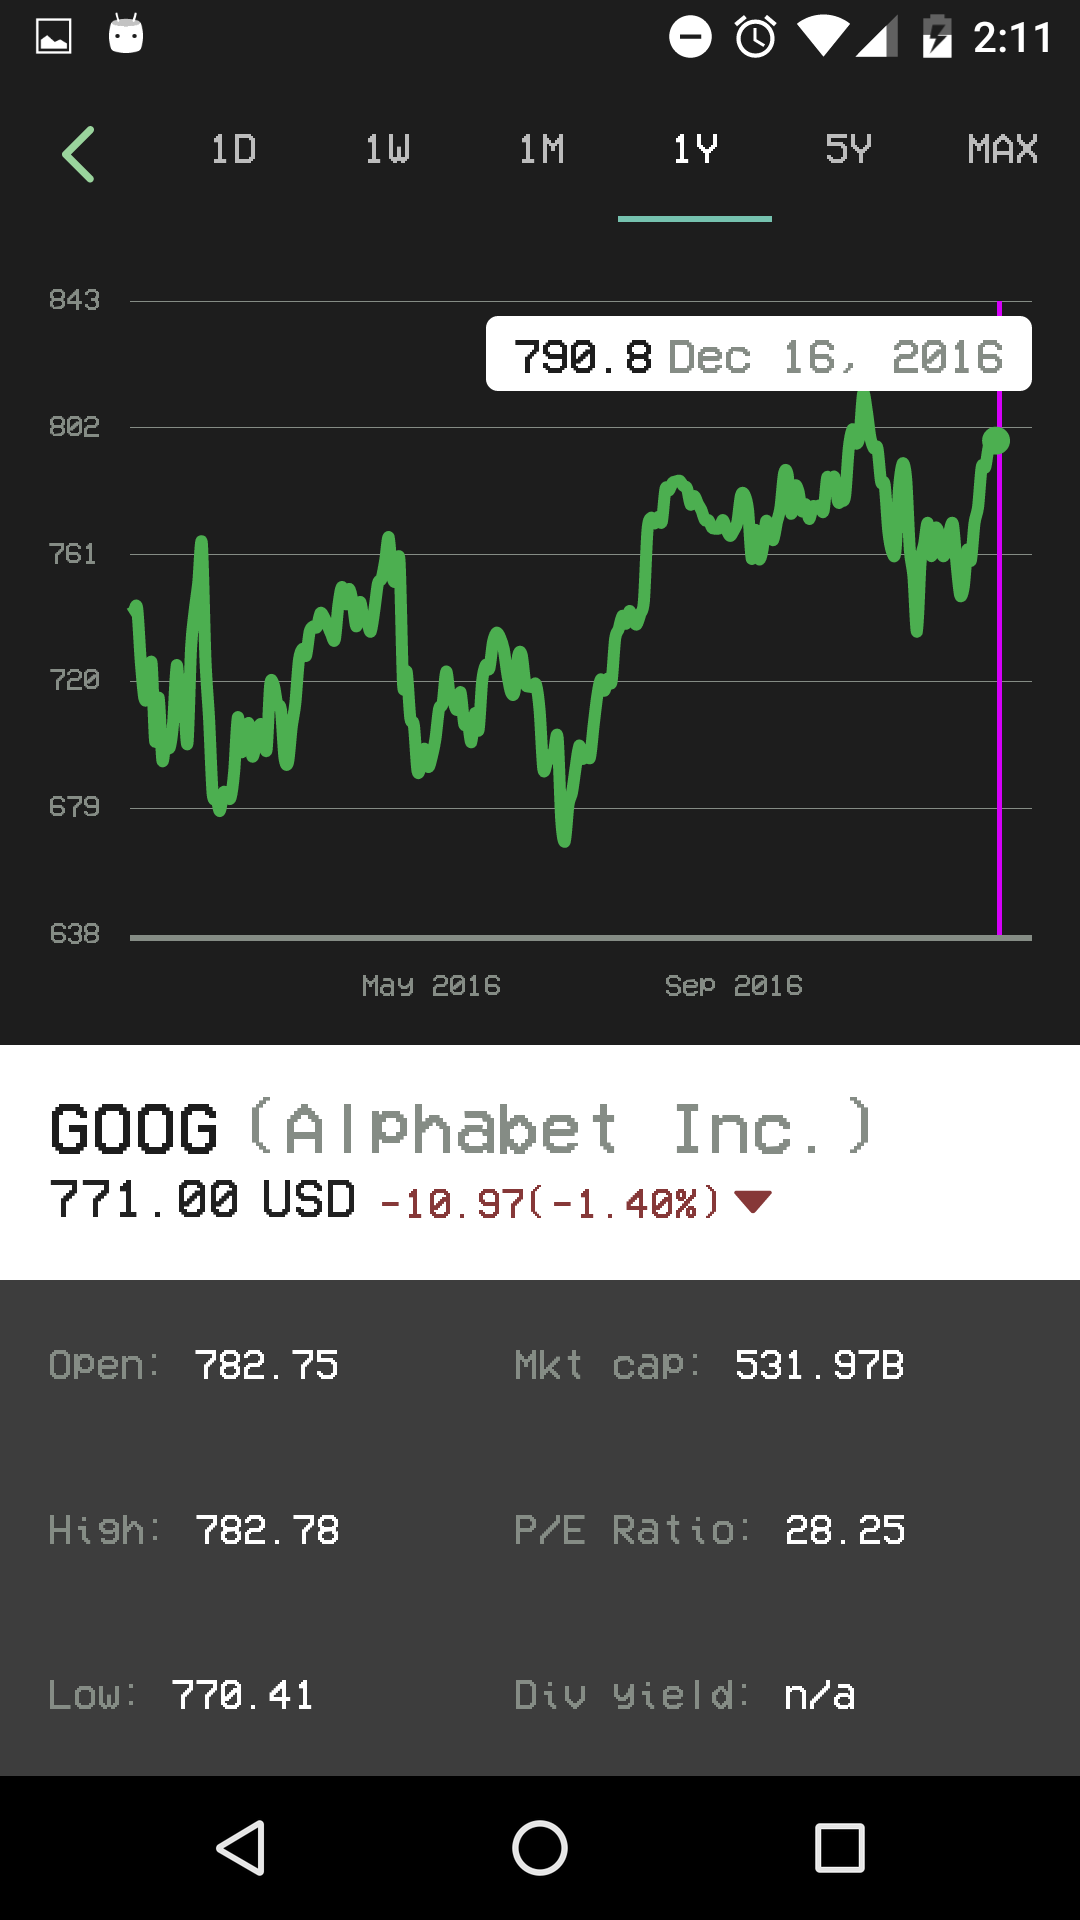 2:11
1D 1W 1M 1Y 5Y MAX
843
790.8 Dec 16, 2016
802
761
720
679
638
May 2016 Sep 2016
GOOG (Alphabet Inc.)
771.00 USD -10.97(-1.40%)
Open: 782.75 Mkt cap: 531.97B
High: 782.78 P/E Ratio: 28.25
Low: 770.41 Div yield: n/a